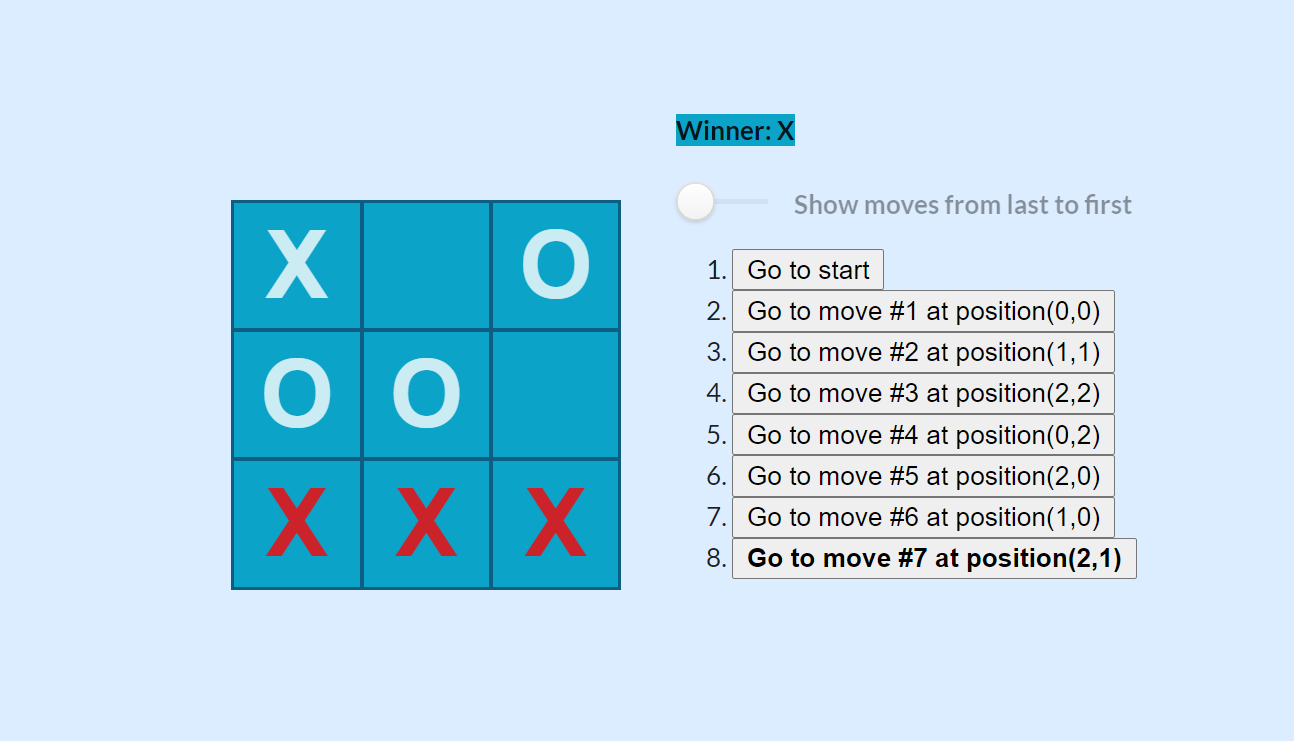 Winner: X
Show moves from last to first
X O
O O
X X X
1. Go to start
2. Go to move #1 at position(0,0)
3. Go to move #2 at position(1,1)
4. Go to move #3 at position(2,2)
5. Go to move #4 at position(0,2)
6. Go to move #5 at position(2,0)
7. Go to move #6 at position(1,0)
8. Go to move #7 at position(2,1)